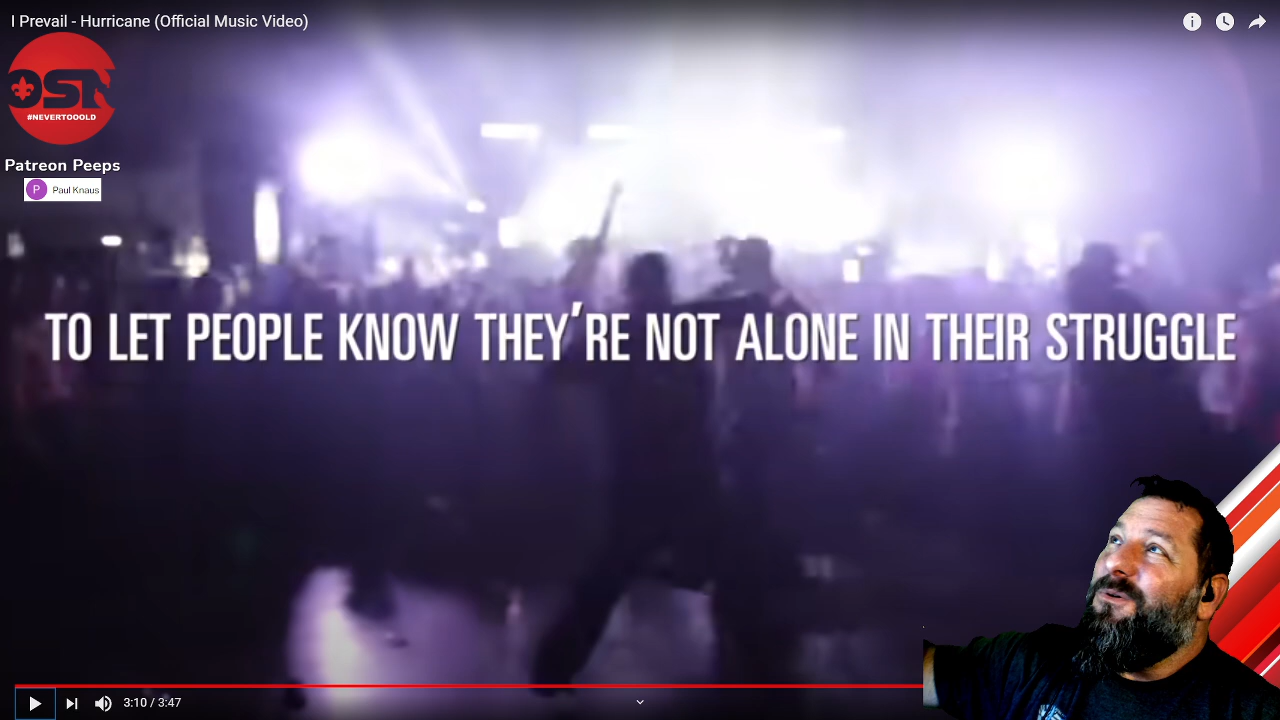 I Prevail - Hurricane (Official Music Video)
OSN
#NEVERTOOOLD
Patreon Peeps
P Paul Knaus
TO LET PEOPLE KNOW THEY'RE NOT ALONE IN THEIR STRUGGLE
3:10 / 3:47